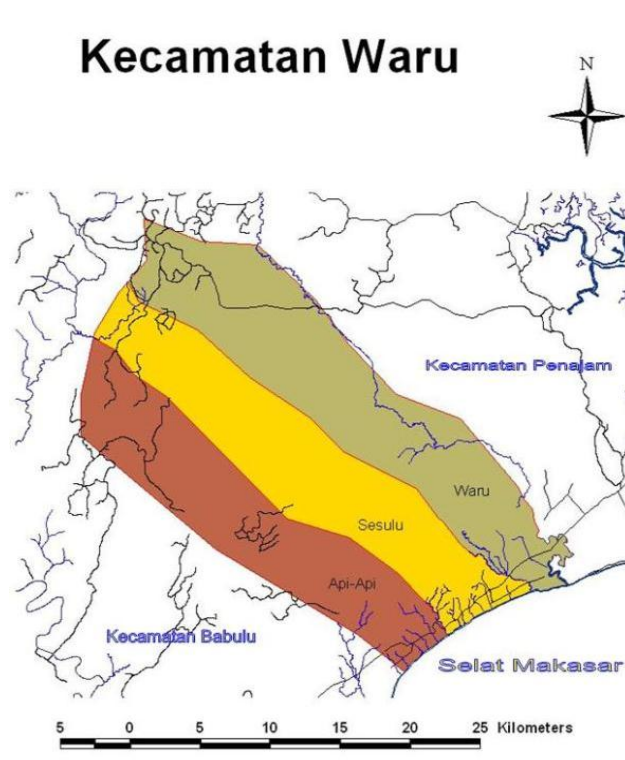 Kecamatan Waru
N
Kecamatan Penajam
Waru
Sesulu
Api-Api
Kecamatan Babulu
Selat Makasar
5 0 5 10 15 20 25 Kilometers